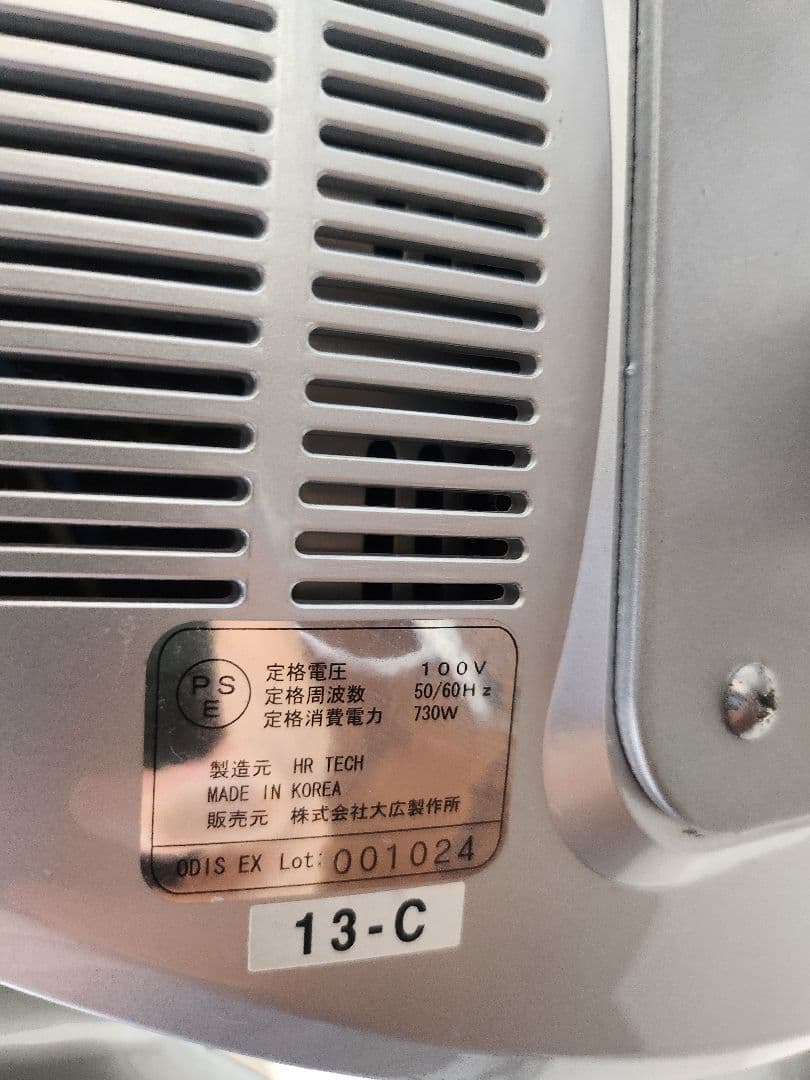 PSE
定格電圧 100V
定格周波数 50/60Hz
定格消費電力 730W
製造元 HR TECH
MADE IN KOREA
販売元 株式会社大広製作所
ODIS EX Lot: 001024
13-C